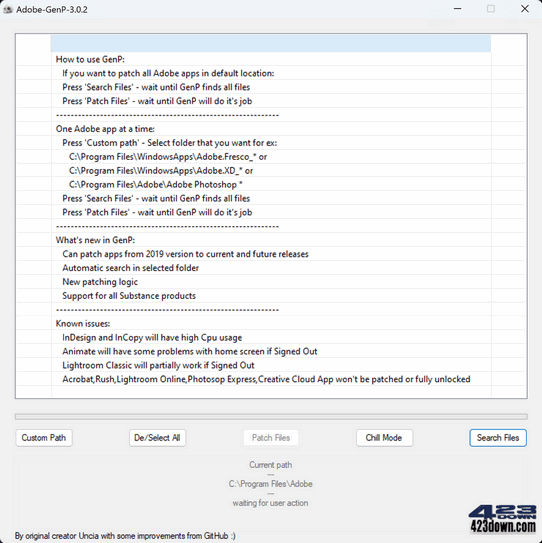 Adobe-GenP-3.0.2
How to use GenP:
If you want to patch all Adobe apps in default location:
Press 'Search Files' - wait until GenP finds all files
Press 'Patch Files' - wait until GenP will do it's job
--------------------------------------------------------------
One Adobe app at a time:
Press 'Custom path' - Select folder that you want for ex:
C:\Program Files\WindowsApps\Adobe.Fresco_* or
C:\Program Files\WindowsApps\Adobe.XD_* or
C:\Program Files\Adobe\Adobe Photoshop *
Press 'Search Files' - wait until GenP finds all files
Press 'Patch Files' - wait until GenP will do it's job
--------------------------------------------------------------
What's new in GenP:
Can patch apps from 2019 version to current and future releases
Automatic search in selected folder
New patching logic
Support for all Substance products
--------------------------------------------------------------
Known issues:
InDesign and InCopy will have high Cpu usage
Animate will have some problems with home screen if Signed Out
Lightroom Classic will partially work if Signed Out
Acrobat,Rush,Lightroom Online,Photosop Express,Creative Cloud App won't be patched or fully unlocked
Custom Path De/Select All Patch Files Chill Mode Search Files
Current path
---
C:\Program Files\Adobe
---
waiting for user action
423
DOWN
423down.com
By original creator Uncia with some improvements from GitHub :)